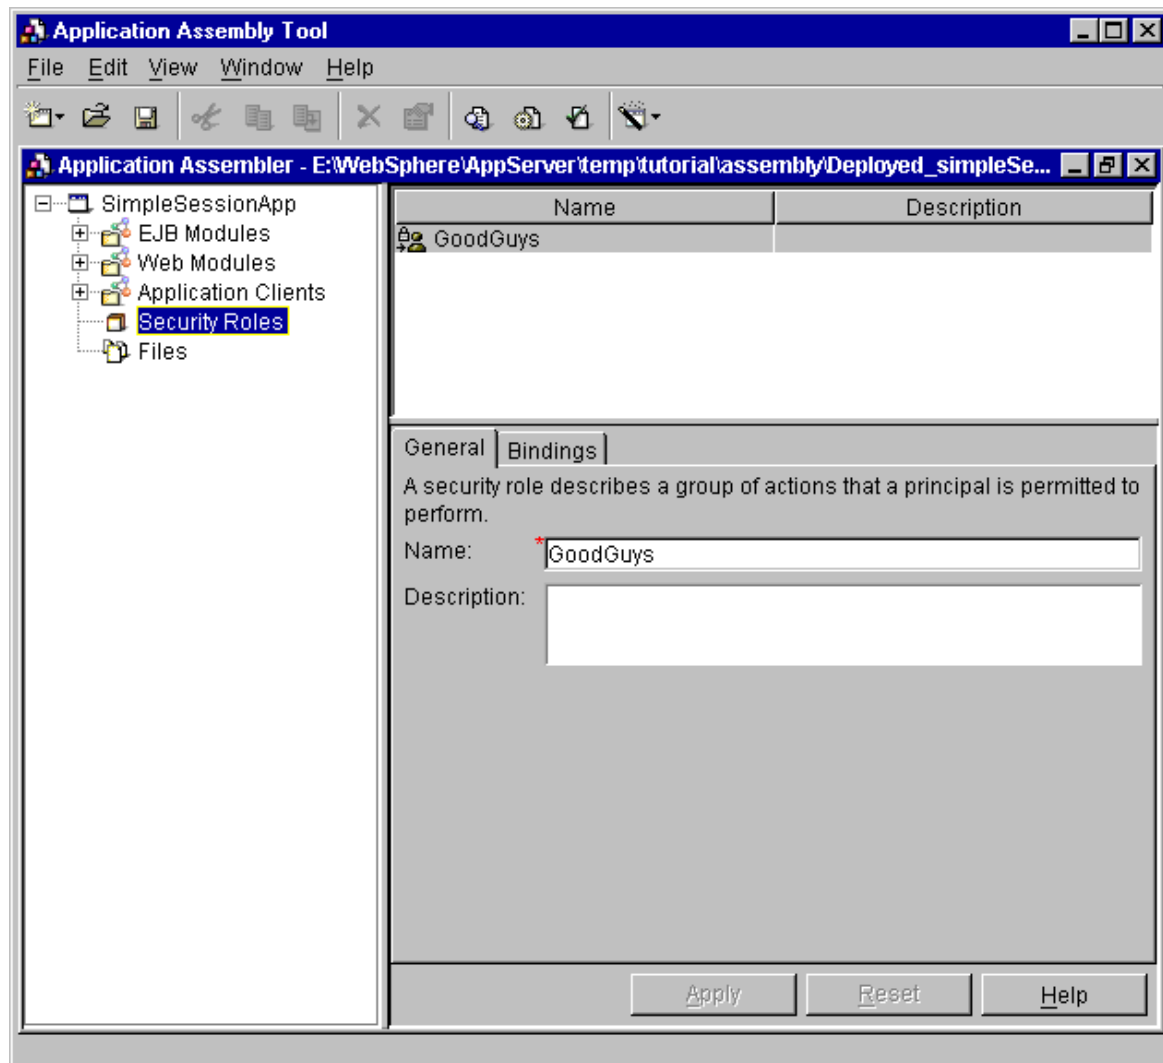 Application Assembly Tool
File Edit View Window Help
Application Assembler - E:\WebSphere\AppServer\temp\tutorial\assembly\Deployed_simpleSe...
SimpleSessionApp
EJB Modules
Web Modules
Application Clients
Security Roles
Files
Name Description
GoodGuys
General Bindings
A security role describes a group of actions that a principal is permitted to
perform.
Name: *GoodGuys
Description:
Apply Reset Help